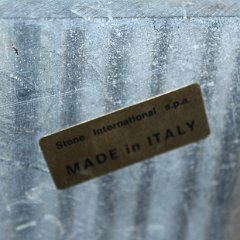 Stone International s.p.a.
MADE in ITALY